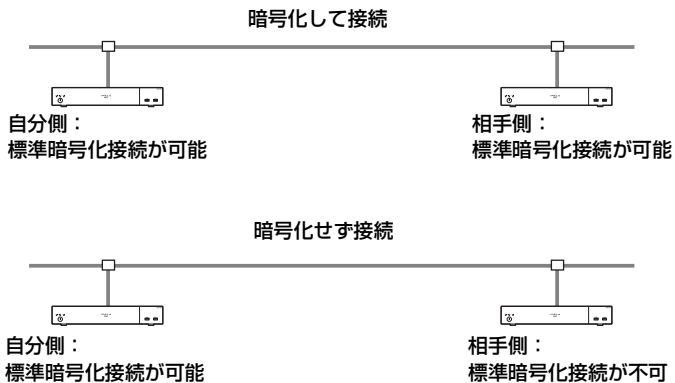 暗号化して接続
自分側：
標準暗号化接続が可能
相手側：
標準暗号化接続が可能
暗号化せず接続
自分側：
標準暗号化接続が可能
相手側：
標準暗号化接続が不可